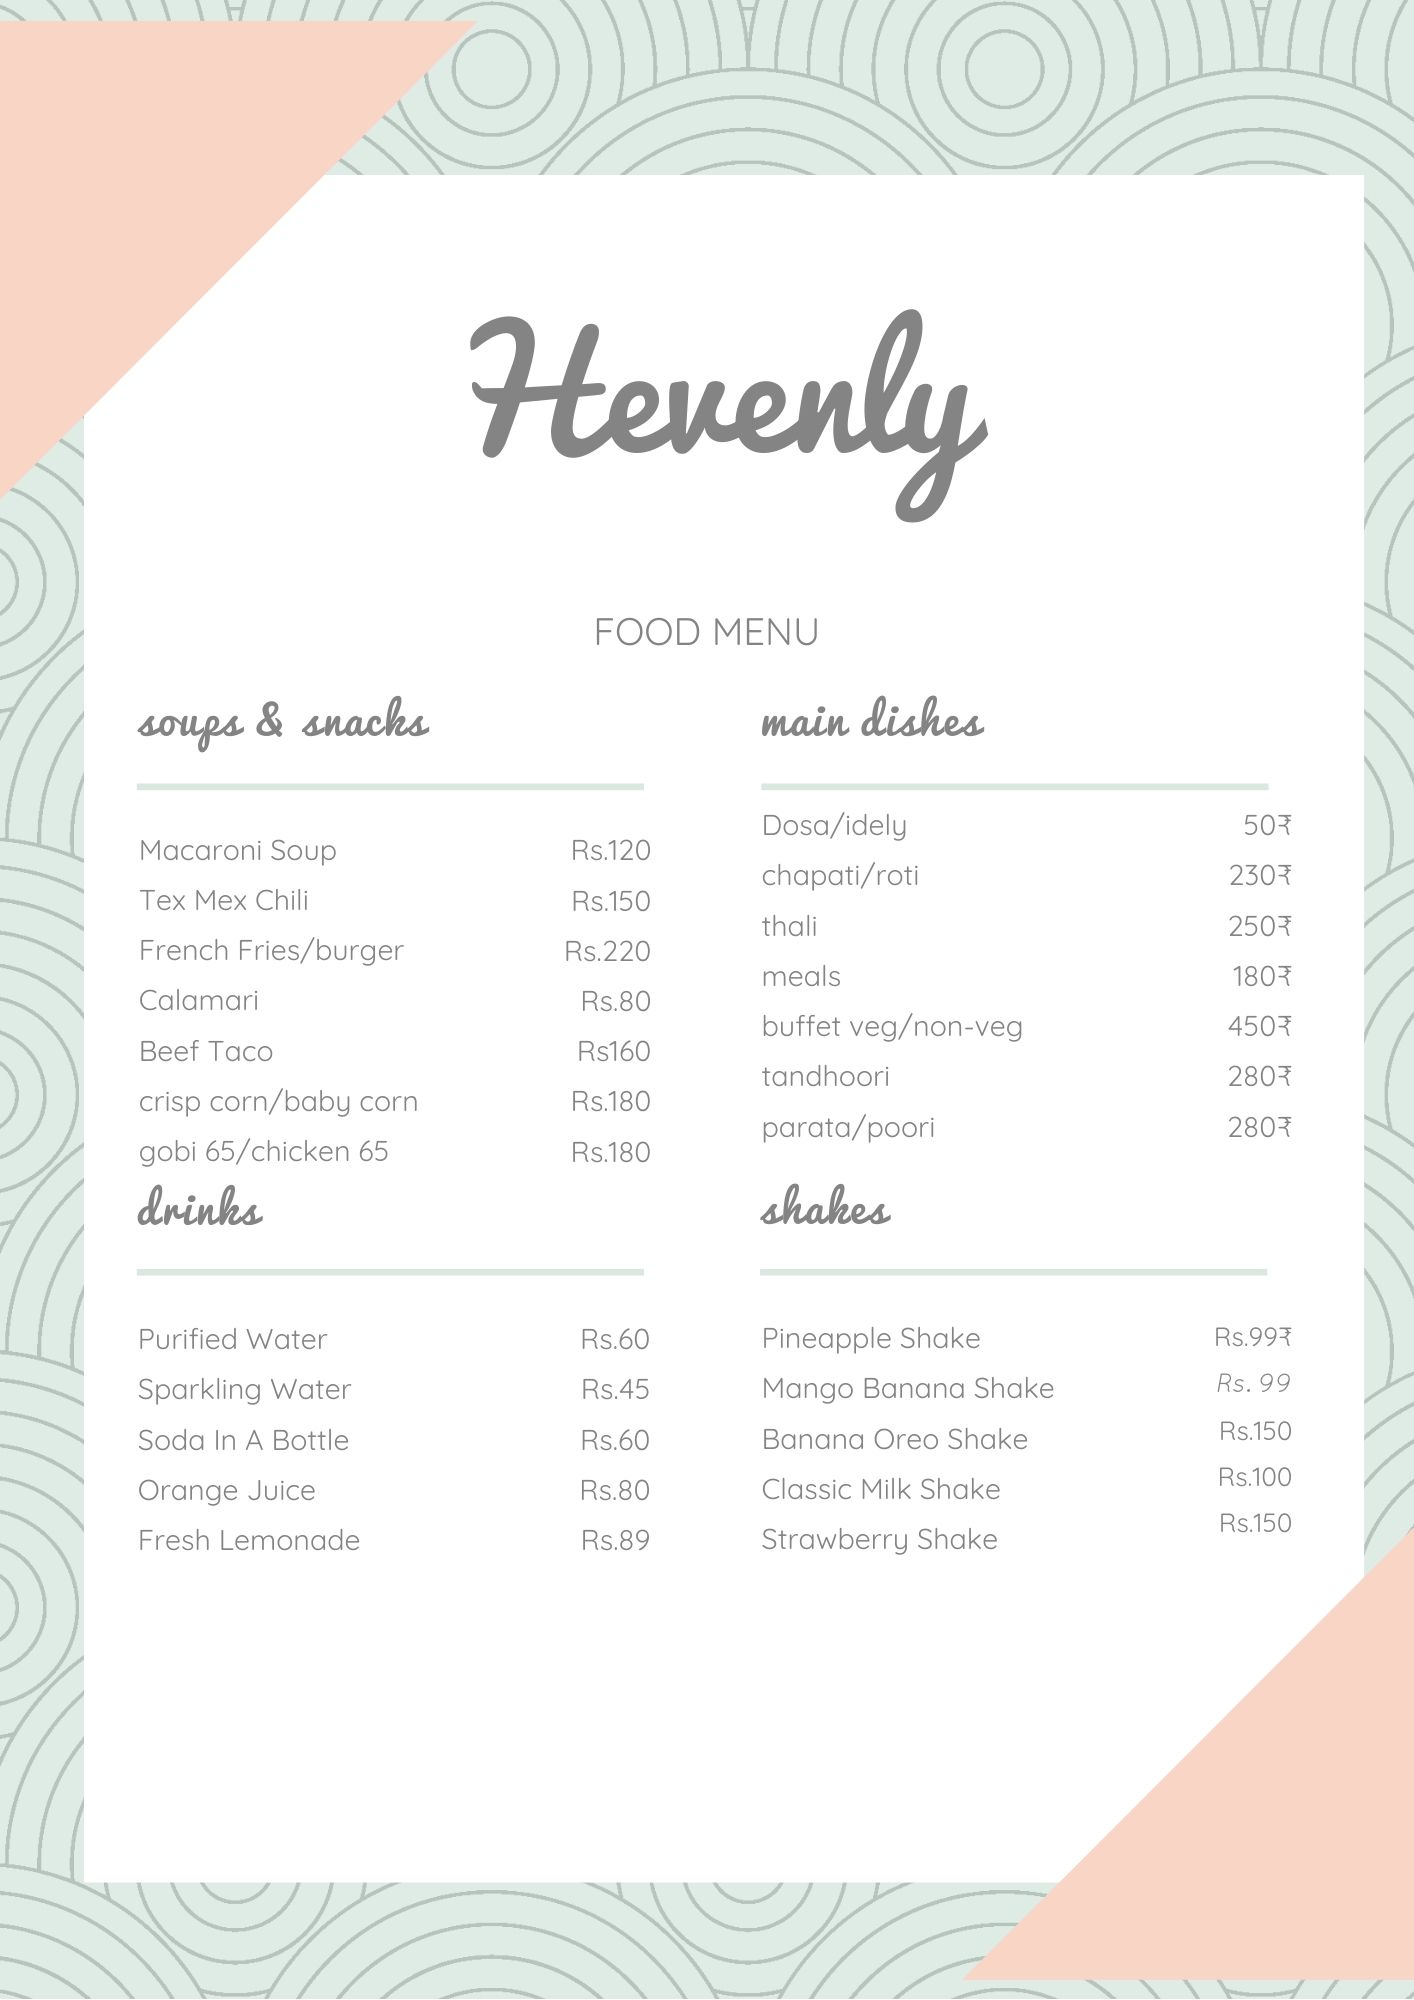 Hevenly
FOOD MENU
soups & snacks
Macaroni Soup Rs.120
Tex Mex Chili Rs.150
French Fries/burger Rs.220
Calamari Rs.80
Beef Taco Rs160
crisp corn/baby corn Rs.180
gobi 65/chicken 65 Rs.180
main dishes
Dosa/idely 50₹
chapati/roti 230₹
thali 250₹
meals 180₹
buffet veg/non-veg 450₹
tandhoori 280₹
parata/poori 280₹
drinks
Purified Water Rs.60
Sparkling Water Rs.45
Soda In A Bottle Rs.60
Orange Juice Rs.80
Fresh Lemonade Rs.89
shakes
Pineapple Shake Rs.99₹
Mango Banana Shake Rs. 99
Banana Oreo Shake Rs.150
Classic Milk Shake Rs.100
Strawberry Shake Rs.150